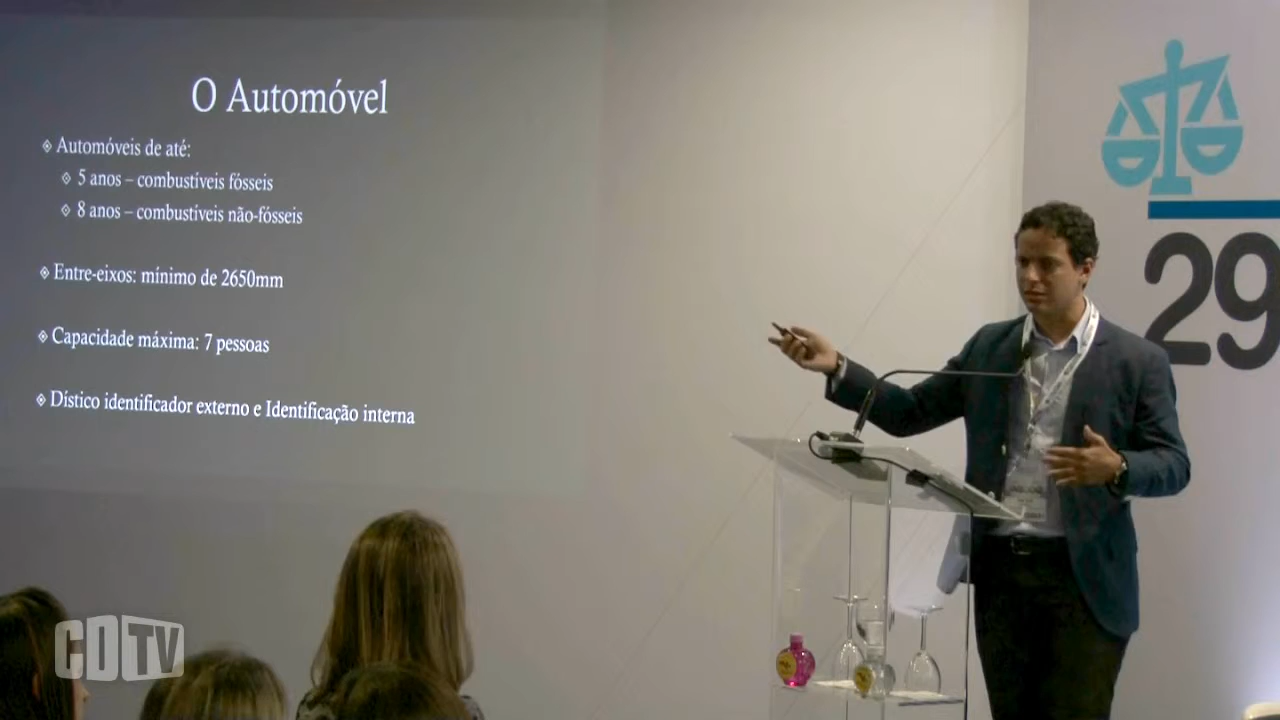 O Automóvel
Automóveis de até:
5 anos – combustíveis fósseis
8 anos – combustíveis não-fósseis
Entre-eixos: mínimo de 2650mm
Capacidade máxima: 7 pessoas
Dístico identificador externo e Identificação interna
29
CDTV